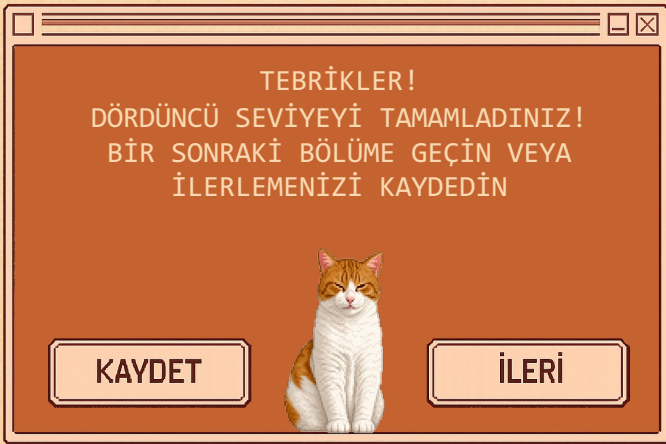 TEBRİKLER!
DÖRDÜNCÜ SEVİYEYİ TAMAMLADINIZ!
BİR SONRAKİ BÖLÜME GEÇİN VEYA
İLERLEMENİZİ KAYDEDİN
KAYDET
İLERİ